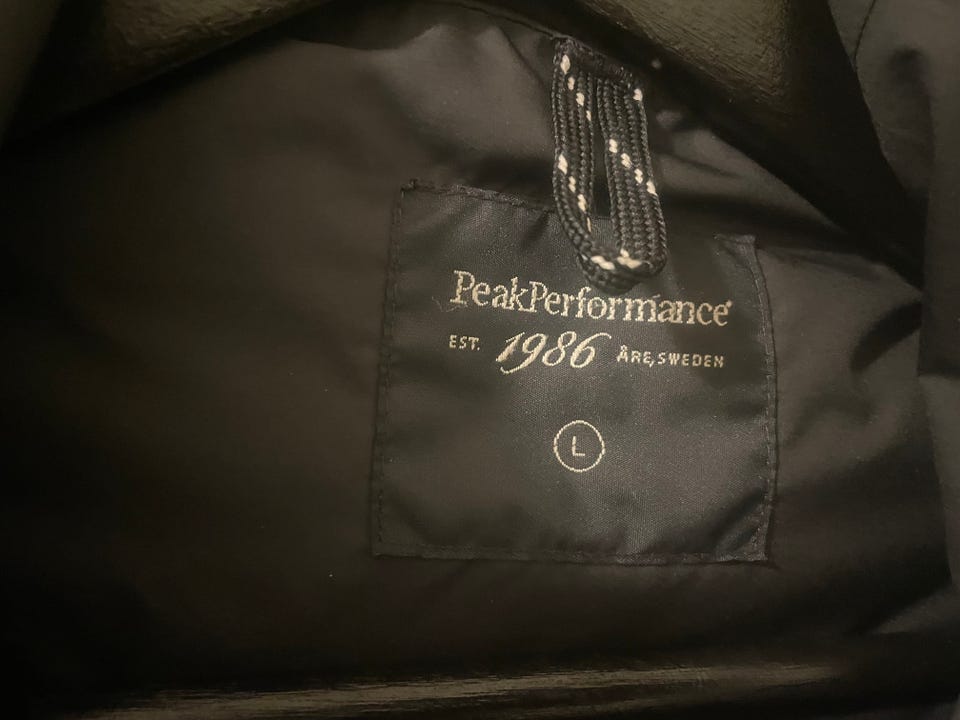 PeakPerformance
EST. 1986 ÅRE, SWEDEN
L